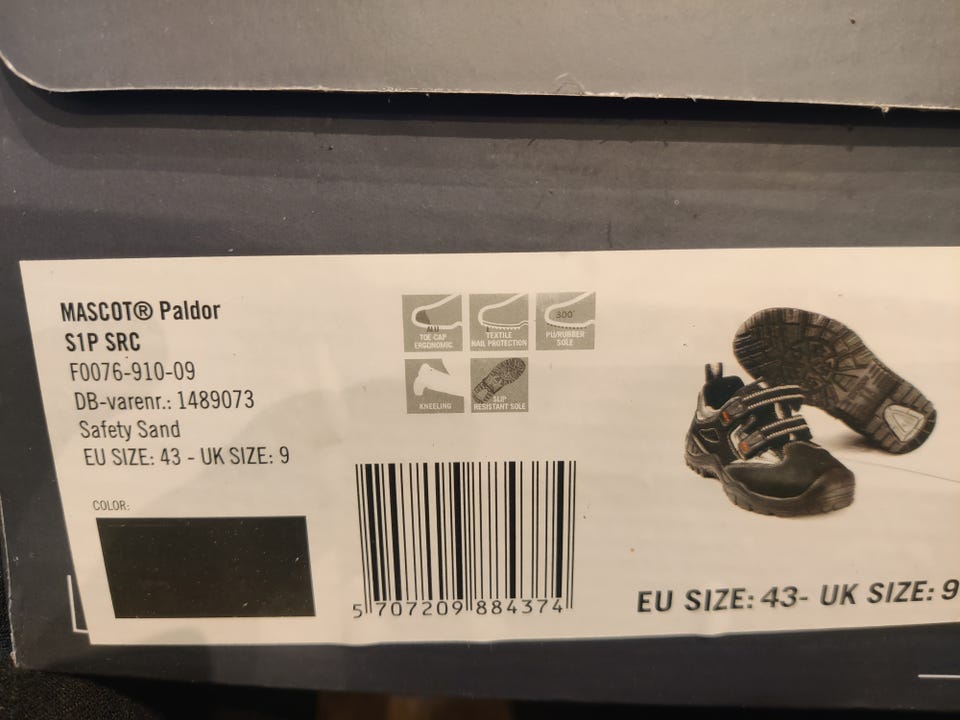 MASCOT® Paldor
S1P SRC
F0076-910-09
DB-varenr.: 1489073
Safety Sand
EU SIZE: 43 - UK SIZE: 9
COLOR:
ALU
TOE CAP
ERGONOMIC
TEXTILE
NAIL PROTECTION
300°
PU/RUBBER
SOLE
KNEELING
SLIP
RESISTANT SOLE
5 707209 884374
EU SIZE: 43- UK SIZE: 9